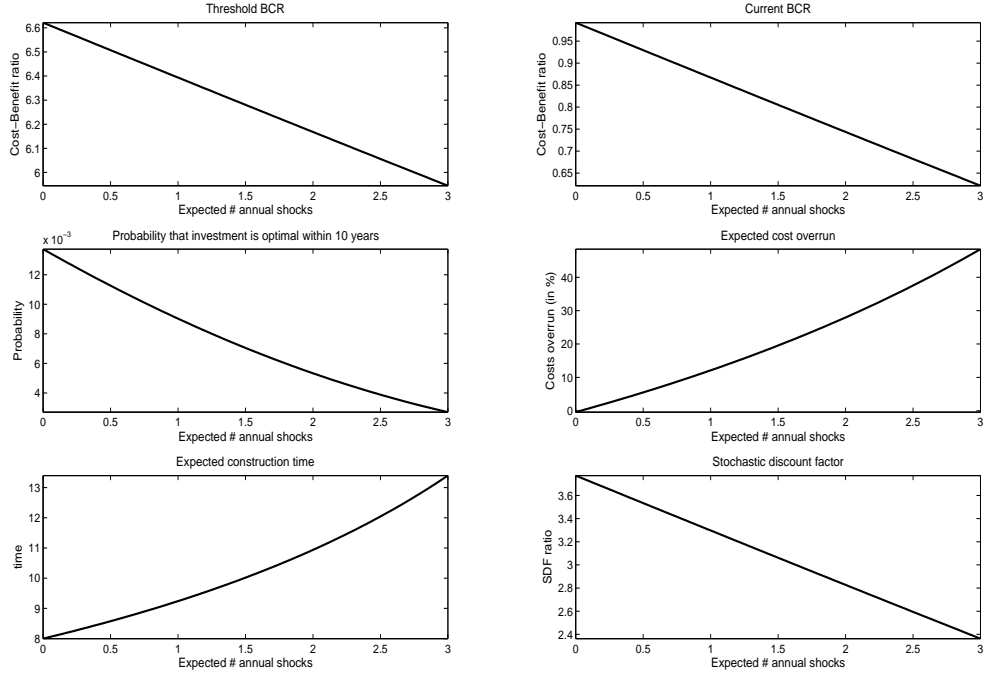 Threshold BCR
Cost−Benefit ratio
6.6
6.5
6.4
6.3
6.2
6.1
6
0 0.5 1 1.5 2 2.5 3
Expected # annual shocks
Current BCR
Cost−Benefit ratio
0.95
0.9
0.85
0.8
0.75
0.7
0.65
0 0.5 1 1.5 2 2.5 3
Expected # annual shocks
Probability that investment is optimal within 10 years
x 10−3
Probability
12
10
8
6
4
0 0.5 1 1.5 2 2.5 3
Expected # annual shocks
Expected cost overrun
Costs overrun (in %)
40
30
20
10
0
0 0.5 1 1.5 2 2.5 3
Expected # annual shocks
Expected construction time
time
13
12
11
10
9
8
0 0.5 1 1.5 2 2.5 3
Expected # annual shocks
Stochastic discount factor
SDF ratio
3.6
3.4
3.2
3
2.8
2.6
2.4
0 0.5 1 1.5 2 2.5 3
Expected # annual shocks